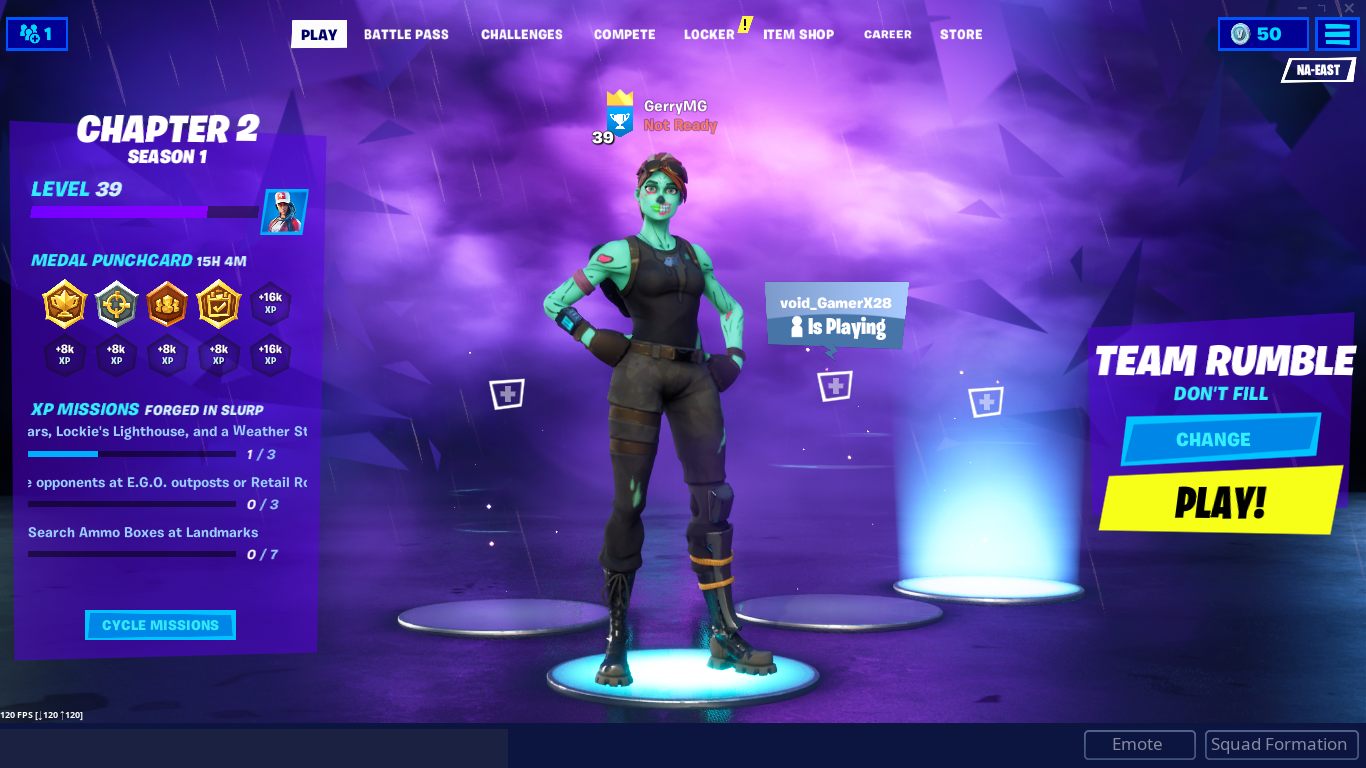 1
PLAY
BATTLE PASS
CHALLENGES
COMPETE
LOCKER
!
ITEM SHOP
CAREER
STORE
V 50
NA-EAST
GerryMG
Not Ready
39
CHAPTER 2
SEASON 1
LEVEL 39
MEDAL PUNCHCARD 15H 4M
+16k
XP
+8k
XP
+8k
XP
+8k
XP
+8k
XP
+16k
XP
XP MISSIONS FORGED IN SLURP
ars, Lockie's Lighthouse, and a Weather St
1 / 3
e opponents at E.G.O. outposts or Retail Ro
0 / 3
Search Ammo Boxes at Landmarks
0 / 7
CYCLE MISSIONS
void_GamerX28
Is Playing
TEAM RUMBLE
DON'T FILL
CHANGE
PLAY!
120 FPS [↓120 ↑120]
Emote
Squad Formation